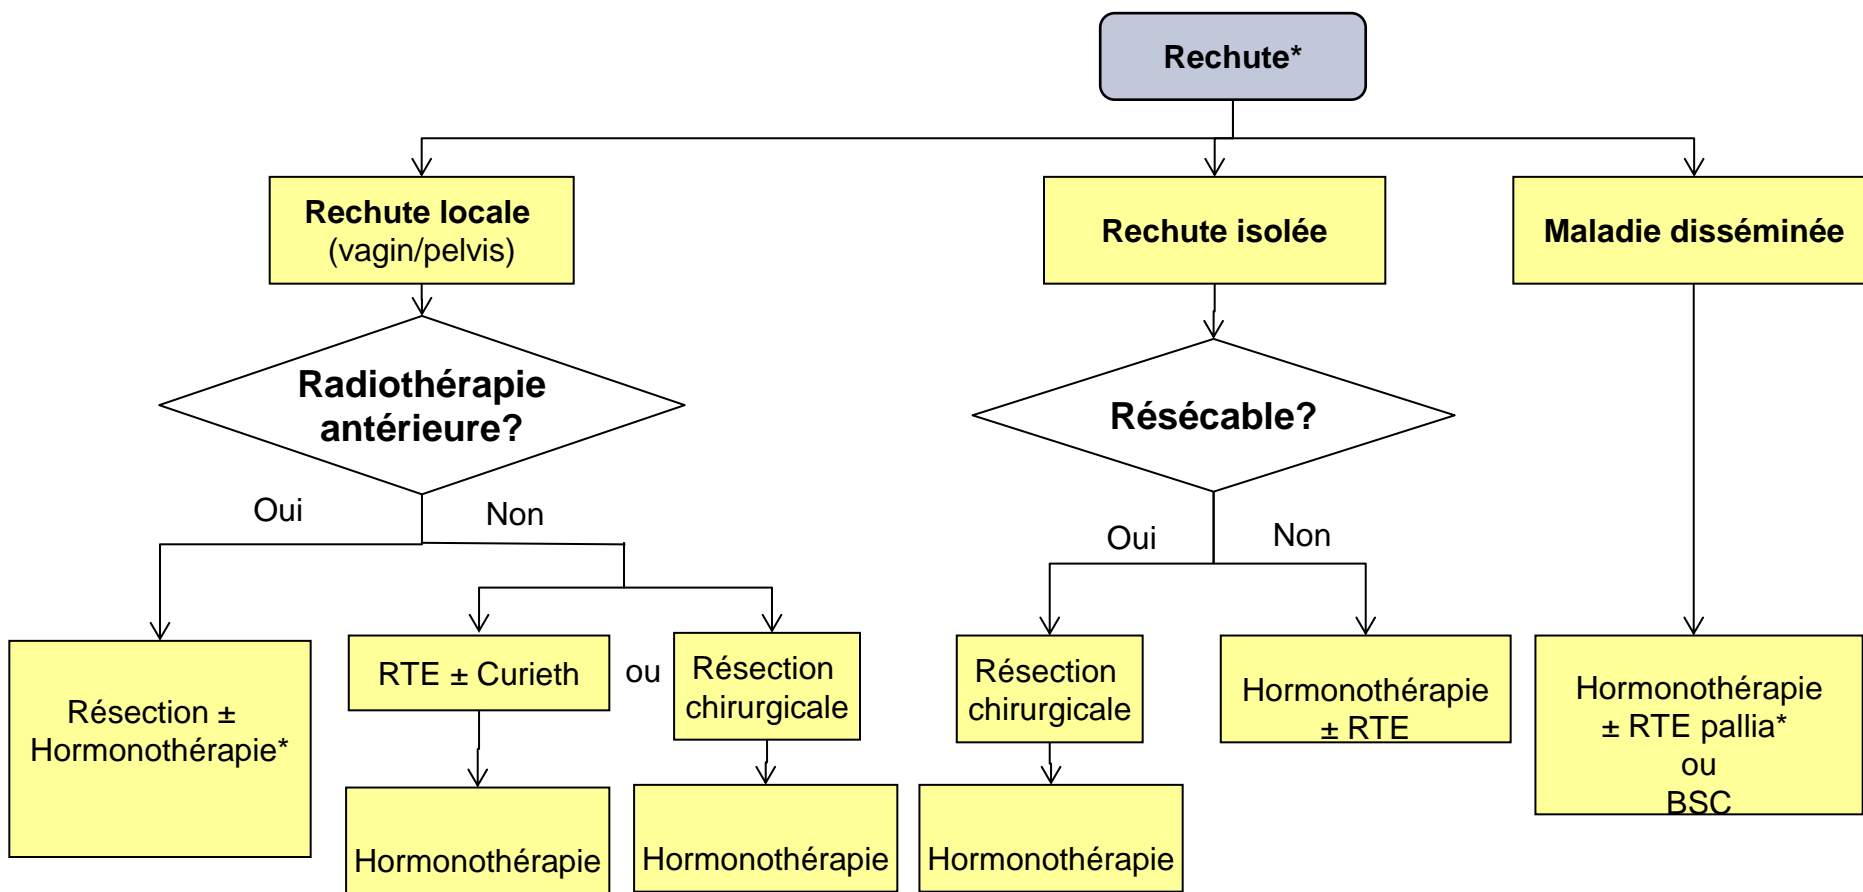 Rechute*
Rechute locale
(vagin/pelvis)
Rechute isolée
Maladie disséminée
Radiothérapie
antérieure?
Résécable?
Oui
Non
Oui
Non
Résection ±
Hormonothérapie*
RTE ± Curieth
ou
Résection
chirurgicale
Résection
chirurgicale
Hormonothérapie
± RTE
Hormonothérapie
± RTE pallia*
ou
BSC
Hormonothérapie
Hormonothérapie
Hormonothérapie